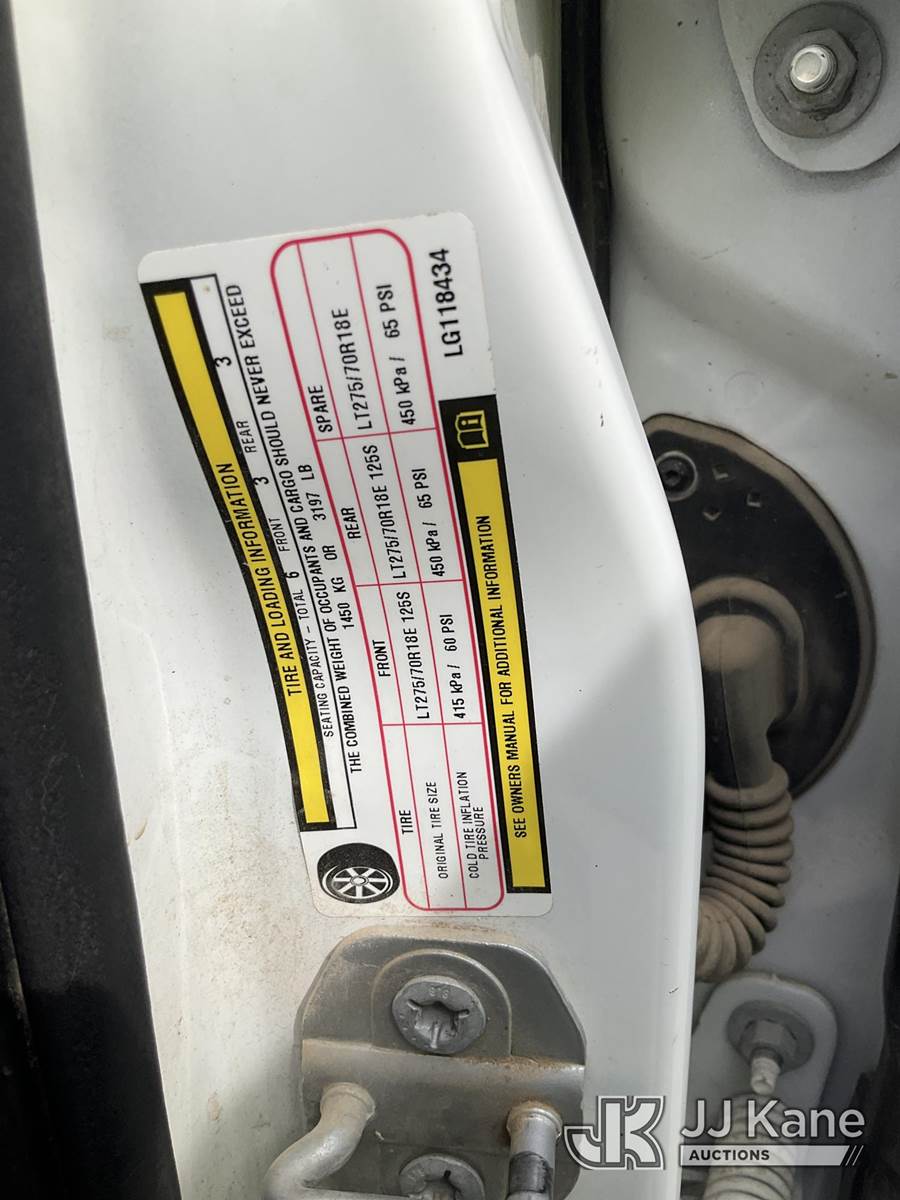 TIRE AND LOADING INFORMATION
SEATING CAPACITY – TOTAL 6 FRONT 3 REAR 3
THE COMBINED WEIGHT OF OCCUPANTS AND CARGO SHOULD NEVER EXCEED
1450 KG OR 3197 LB
TIRE FRONT REAR SPARE
ORIGINAL TIRE SIZE LT275/70R18E 125S LT275/70R18E 125S LT275/70R18E
COLD TIRE INFLATION
PRESSURE 415 kPa / 60 PSI 450 kPa / 65 PSI 450 kPa / 65 PSI
SEE OWNERS MANUAL FOR ADDITIONAL INFORMATION
LG118434
JK JJ Kane
AUCTIONS